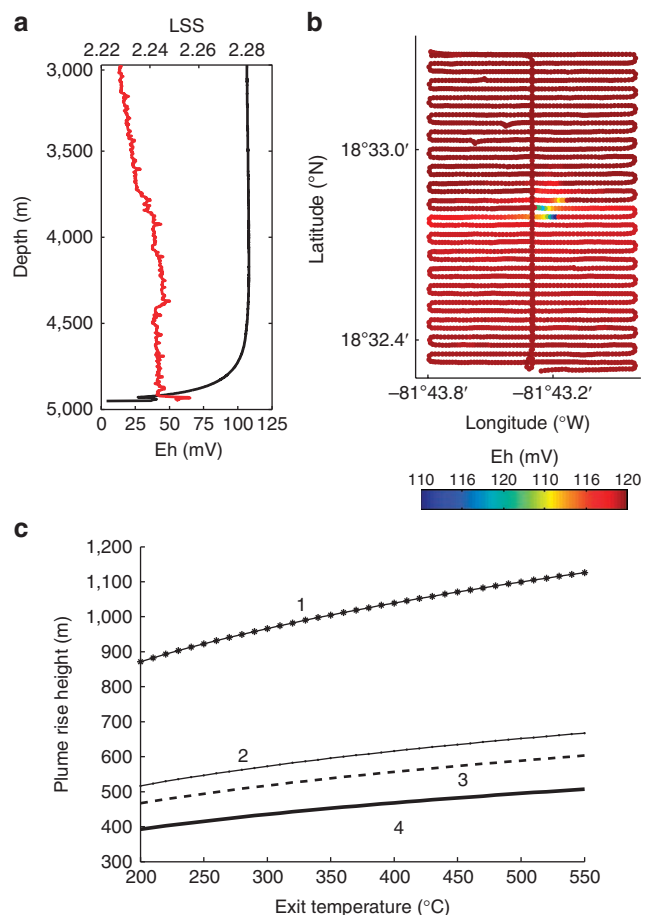 a
LSS
2.22 2.24 2.26 2.28
3,000
3,500
4,000
4,500
5,000
Depth (m)
0 25 50 75 100 125
Eh (mV)
b
18°33.0′
18°32.4′
Latitude (°N)
−81°43.8′ −81°43.2′
Longitude (°W)
Eh (mV)
110 116 120 110 116 120
c
1,100
1,000
900
800
700
600
500
400
300
1,100
Plume rise height (m)
1
2
3
4
200 250 300 350 400 450 500 550
Exit temperature (°C)